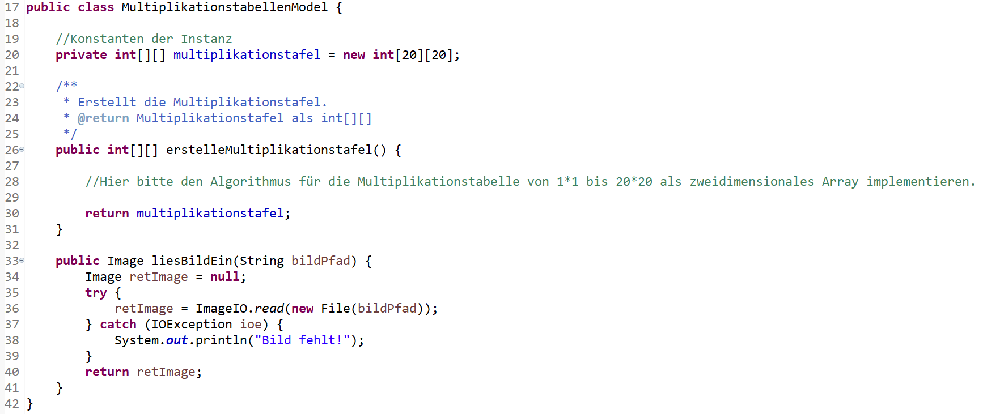 17 public class MultiplikationstabellenModel {
18
19     //Konstanten der Instanz
20     private int[][] multiplikationstafel = new int[20][20];
21
22     /**
23      * Erstellt die Multiplikationstafel.
24      * @return Multiplikationstafel als int[][]
25      */
26     public int[][] erstelleMultiplikationstafel() {
27
28         //Hier bitte den Algorithmus für die Multiplikationstabelle von 1*1 bis 20*20 als zweidimensionales Array implementieren.
29
30         return multiplikationstafel;
31     }
32
33     public Image liesBildEin(String bildPfad) {
34         Image retImage = null;
35         try {
36             retImage = ImageIO.read(new File(bildPfad));
37         } catch (IOException ioe) {
38             System.out.println("Bild fehlt!");
39         }
40         return retImage;
41     }
42 }